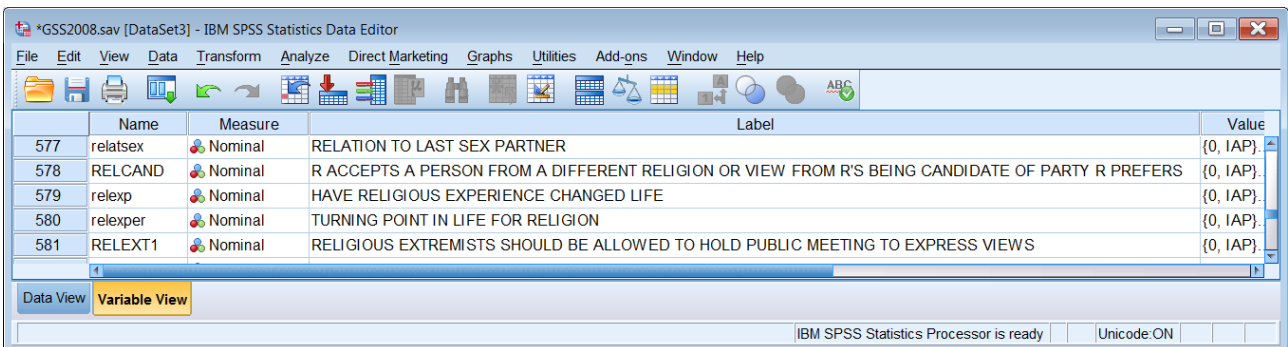 *GSS2008.sav [DataSet3] - IBM SPSS Statistics Data Editor
File Edit View Data Transform Analyze Direct Marketing Graphs Utilities Add-ons Window Help
Name Measure Label Value
577 relatsex Nominal RELATION TO LAST SEX PARTNER {0, IAP}..
578 RELCAND Nominal R ACCEPTS A PERSON FROM A DIFFERENT RELIGION OR VIEW FROM R'S BEING CANDIDATE OF PARTY R PREFERS {0, IAP}..
579 relexp Nominal HAVE RELIGIOUS EXPERIENCE CHANGED LIFE {0, IAP}..
580 relexper Nominal TURNING POINT IN LIFE FOR RELIGION {0, IAP}..
581 RELEXT1 Nominal RELIGIOUS EXTREMISTS SHOULD BE ALLOWED TO HOLD PUBLIC MEETING TO EXPRESS VIEWS {0, IAP}..
Data View Variable View
IBM SPSS Statistics Processor is ready Unicode:ON